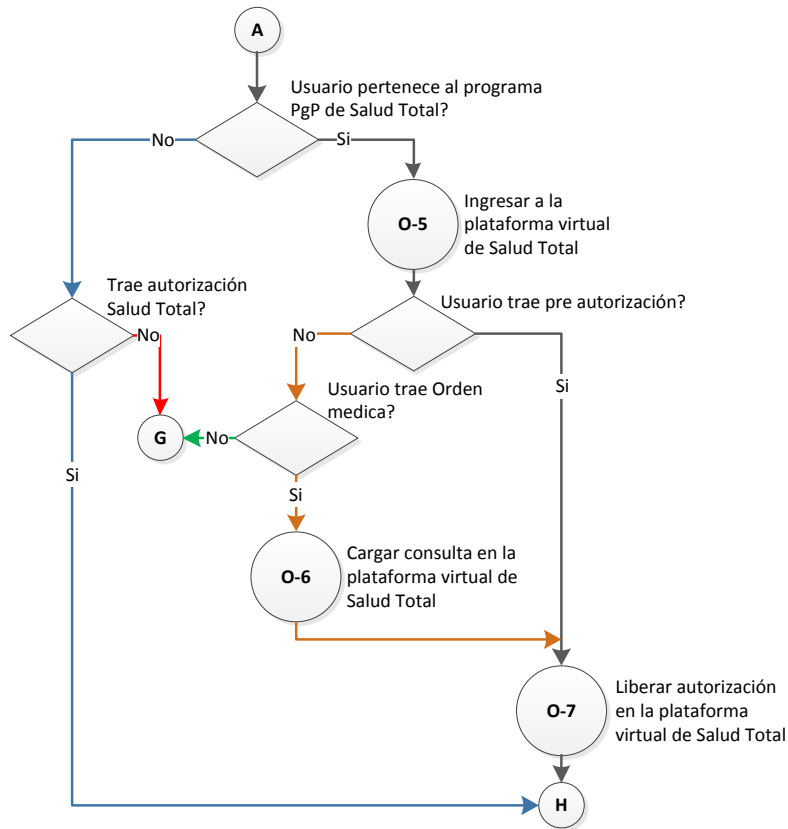 A
Usuario pertenece al programa
PgP de Salud Total?
No
Si
O-5
Ingresar a la
plataforma virtual
de Salud Total
Trae autorización
Salud Total?
Usuario trae pre autorización?
No
No
Si
Usuario trae Orden
medica?
G
No
Si
Si
O-6
Cargar consulta en la
plataforma virtual de
Salud Total
O-7
Liberar autorización
en la plataforma
virtual de Salud Total
H